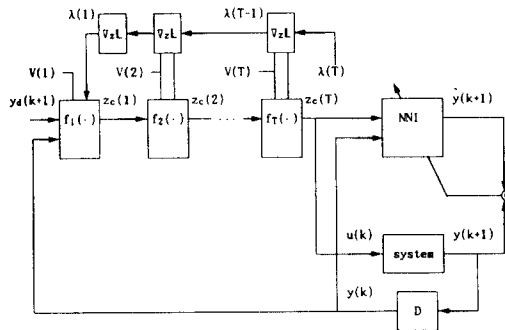 λ(1) ∇zL ∇zL λ(T-1) ∇zL
V(1) V(2) V(T) λ(T)
yd(k+1) zc(1) zc(2) zc(T) ŷ(k+1)
f1(·) f2(·) ··· fT(·) NNI
u(k) system y(k+1)
y(k) D